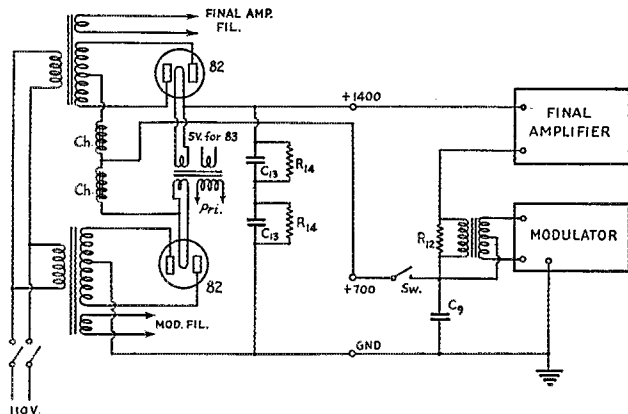 FINAL AMP.
FIL.
82
+1400
FINAL
AMPLIFIER
Ch.
5V. for 83
C13
R14
Ch.
Pri.
C13
R14
R12
MODULATOR
82
+700
Sw.
C9
MOD. FIL.
GND
110V.